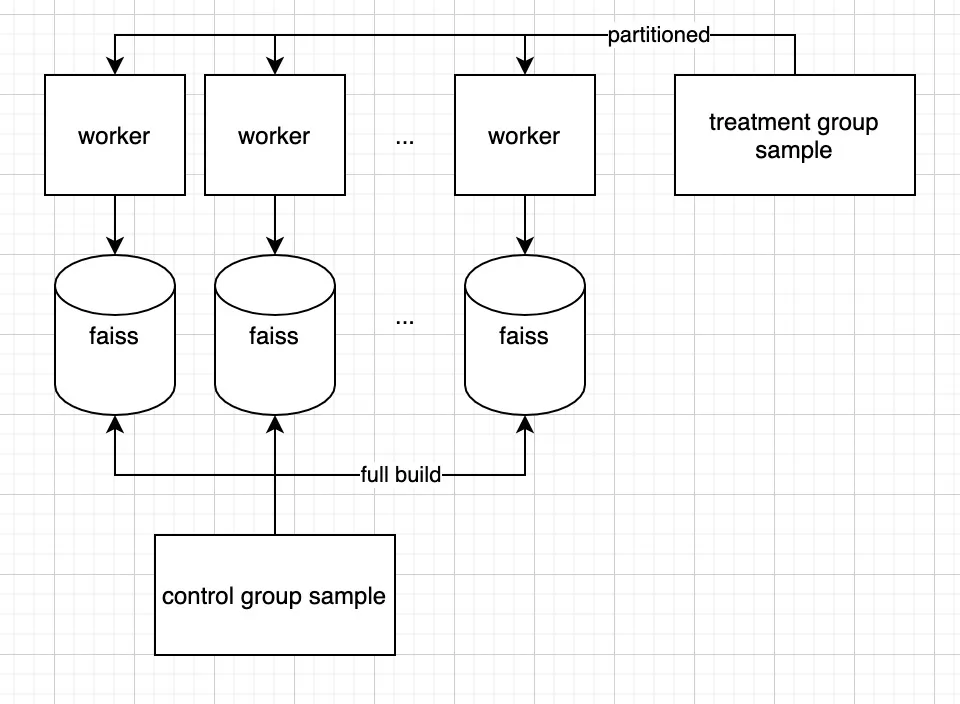 partitioned
worker
worker
...
worker
treatment group
sample
faiss
faiss
...
faiss
full build
control group sample